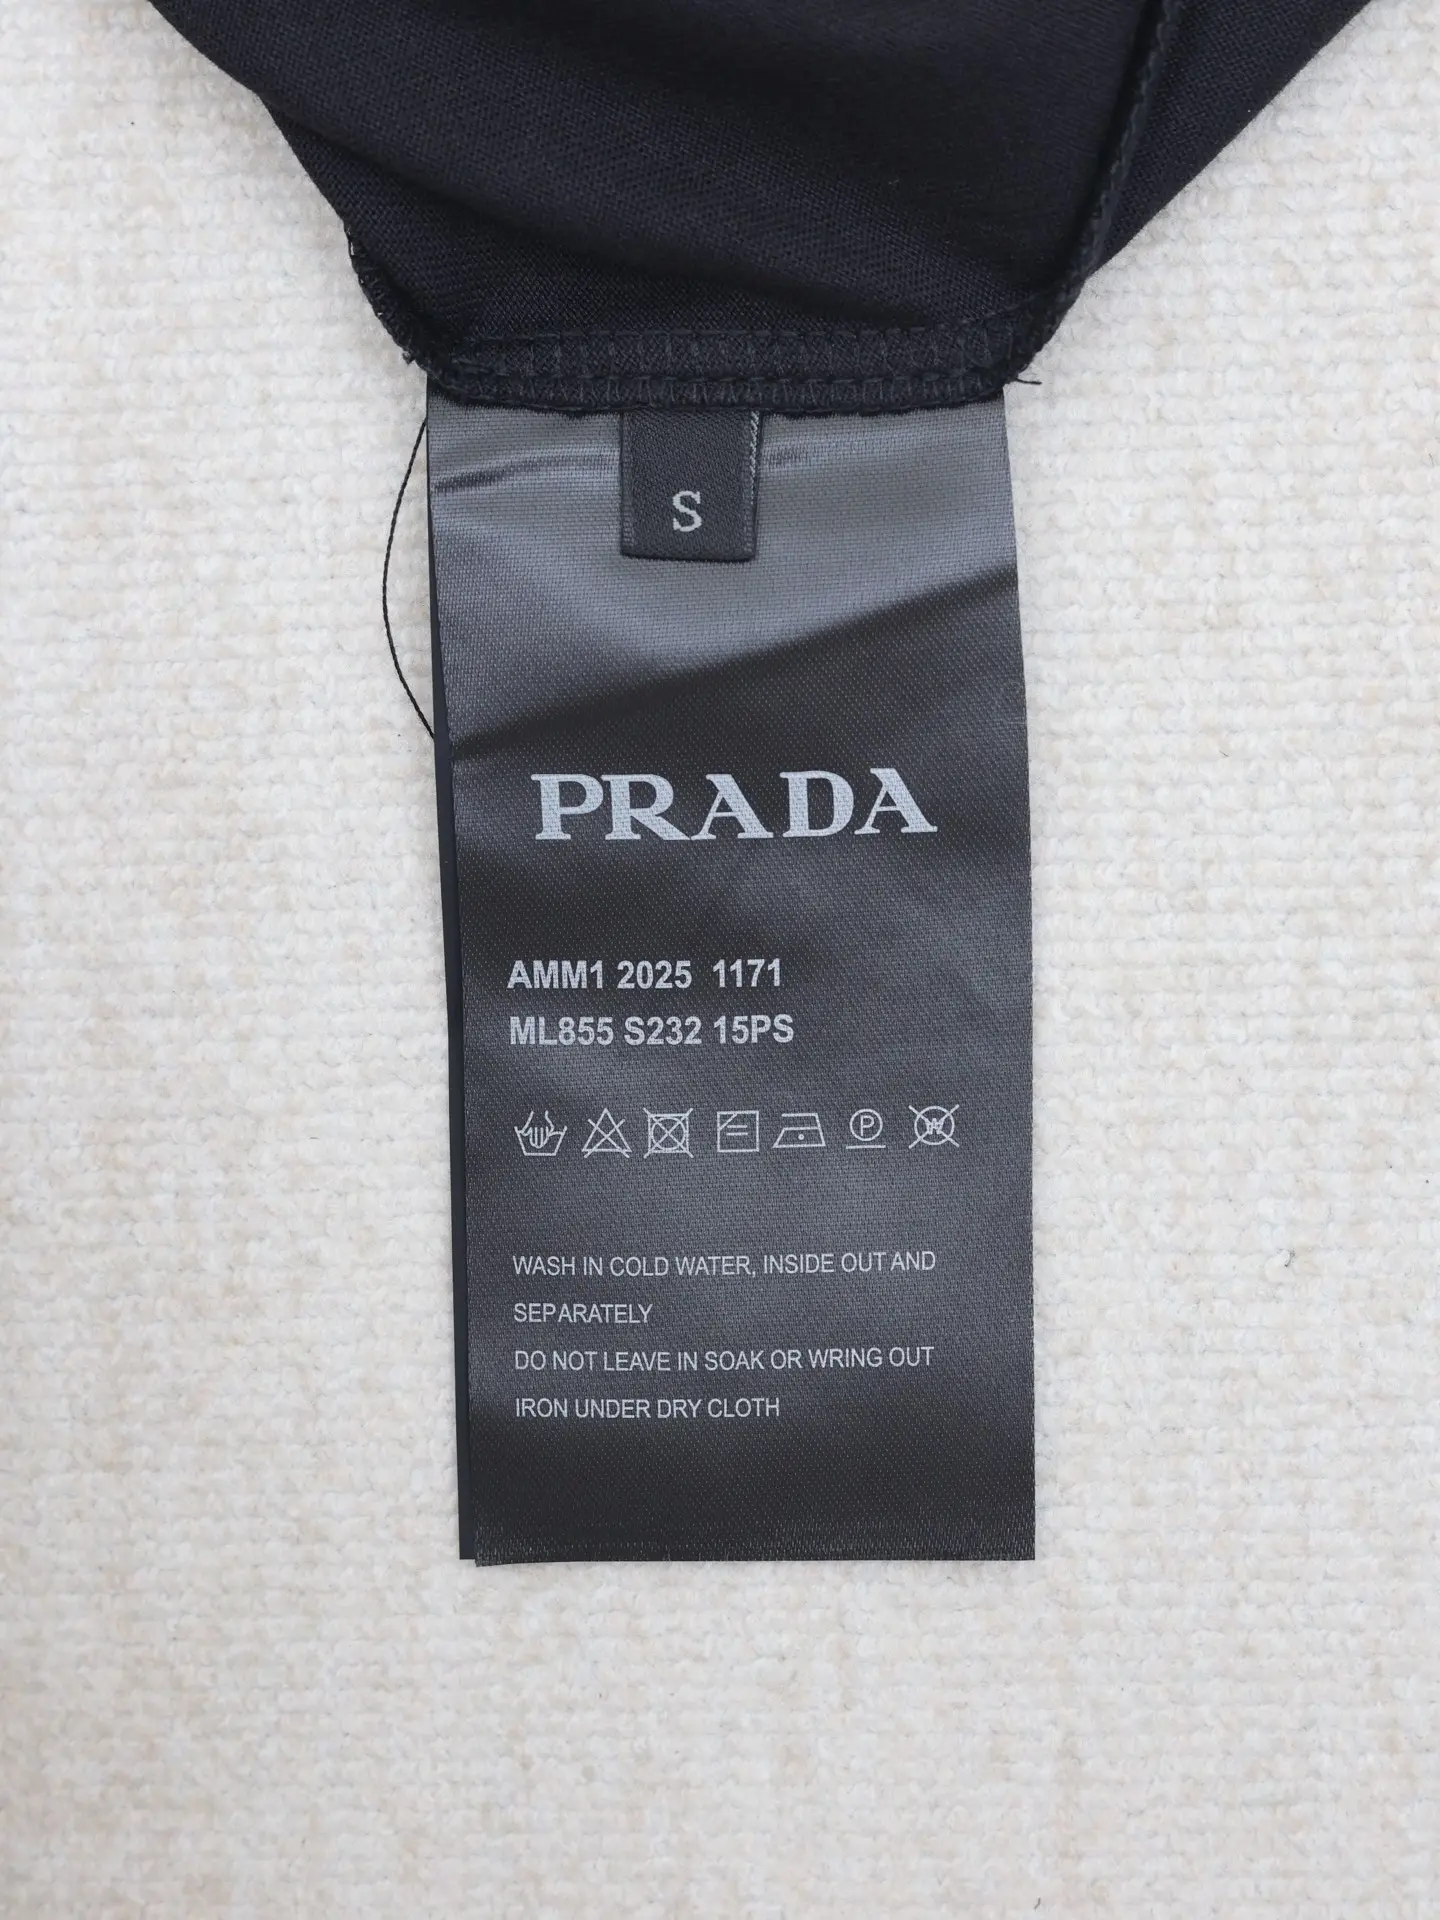 S
PRADA
AMM1 2025 1171
ML855 S232 15PS
P
W
WASH IN COLD WATER, INSIDE OUT AND
SEPARATELY
DO NOT LEAVE IN SOAK OR WRING OUT
IRON UNDER DRY CLOTH